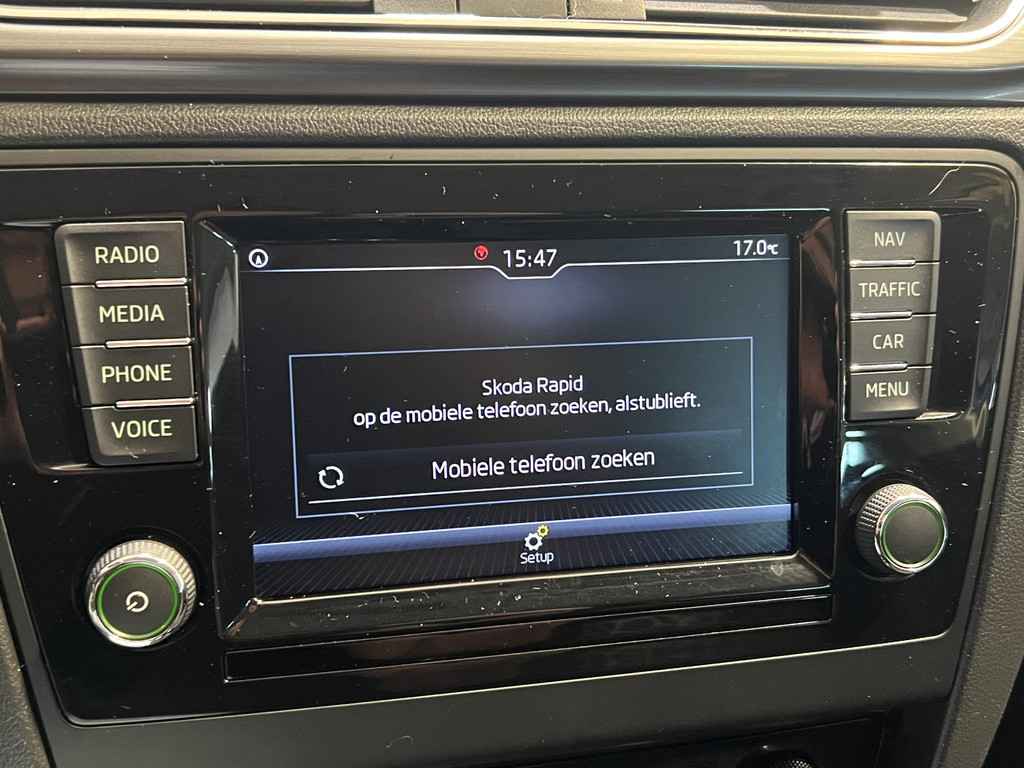 RADIO
MEDIA
PHONE
VOICE
15:47
17.0°C
Skoda Rapid
op de mobiele telefoon zoeken, alstublieft.
Mobiele telefoon zoeken
Setup
NAV
TRAFFIC
CAR
MENU